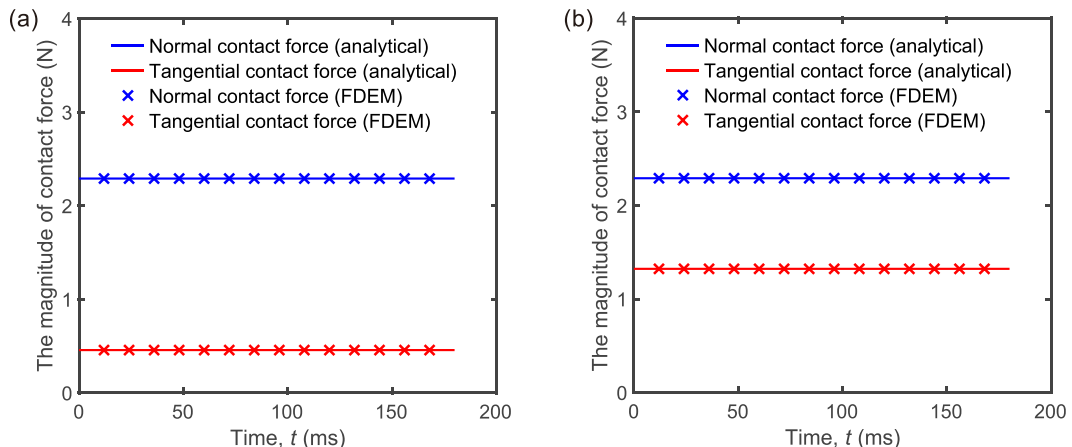 (a)
The magnitude of contact force (N)
4
3
2
1
0
Normal contact force (analytical)
Tangential contact force (analytical)
Normal contact force (FDEM)
Tangential contact force (FDEM)
0 50 100 150 200
Time, t (ms)
(b)
The magnitude of contact force (N)
4
3
2
1
0
Normal contact force (analytical)
Tangential contact force (analytical)
Normal contact force (FDEM)
Tangential contact force (FDEM)
0 50 100 150 200
Time, t (ms)